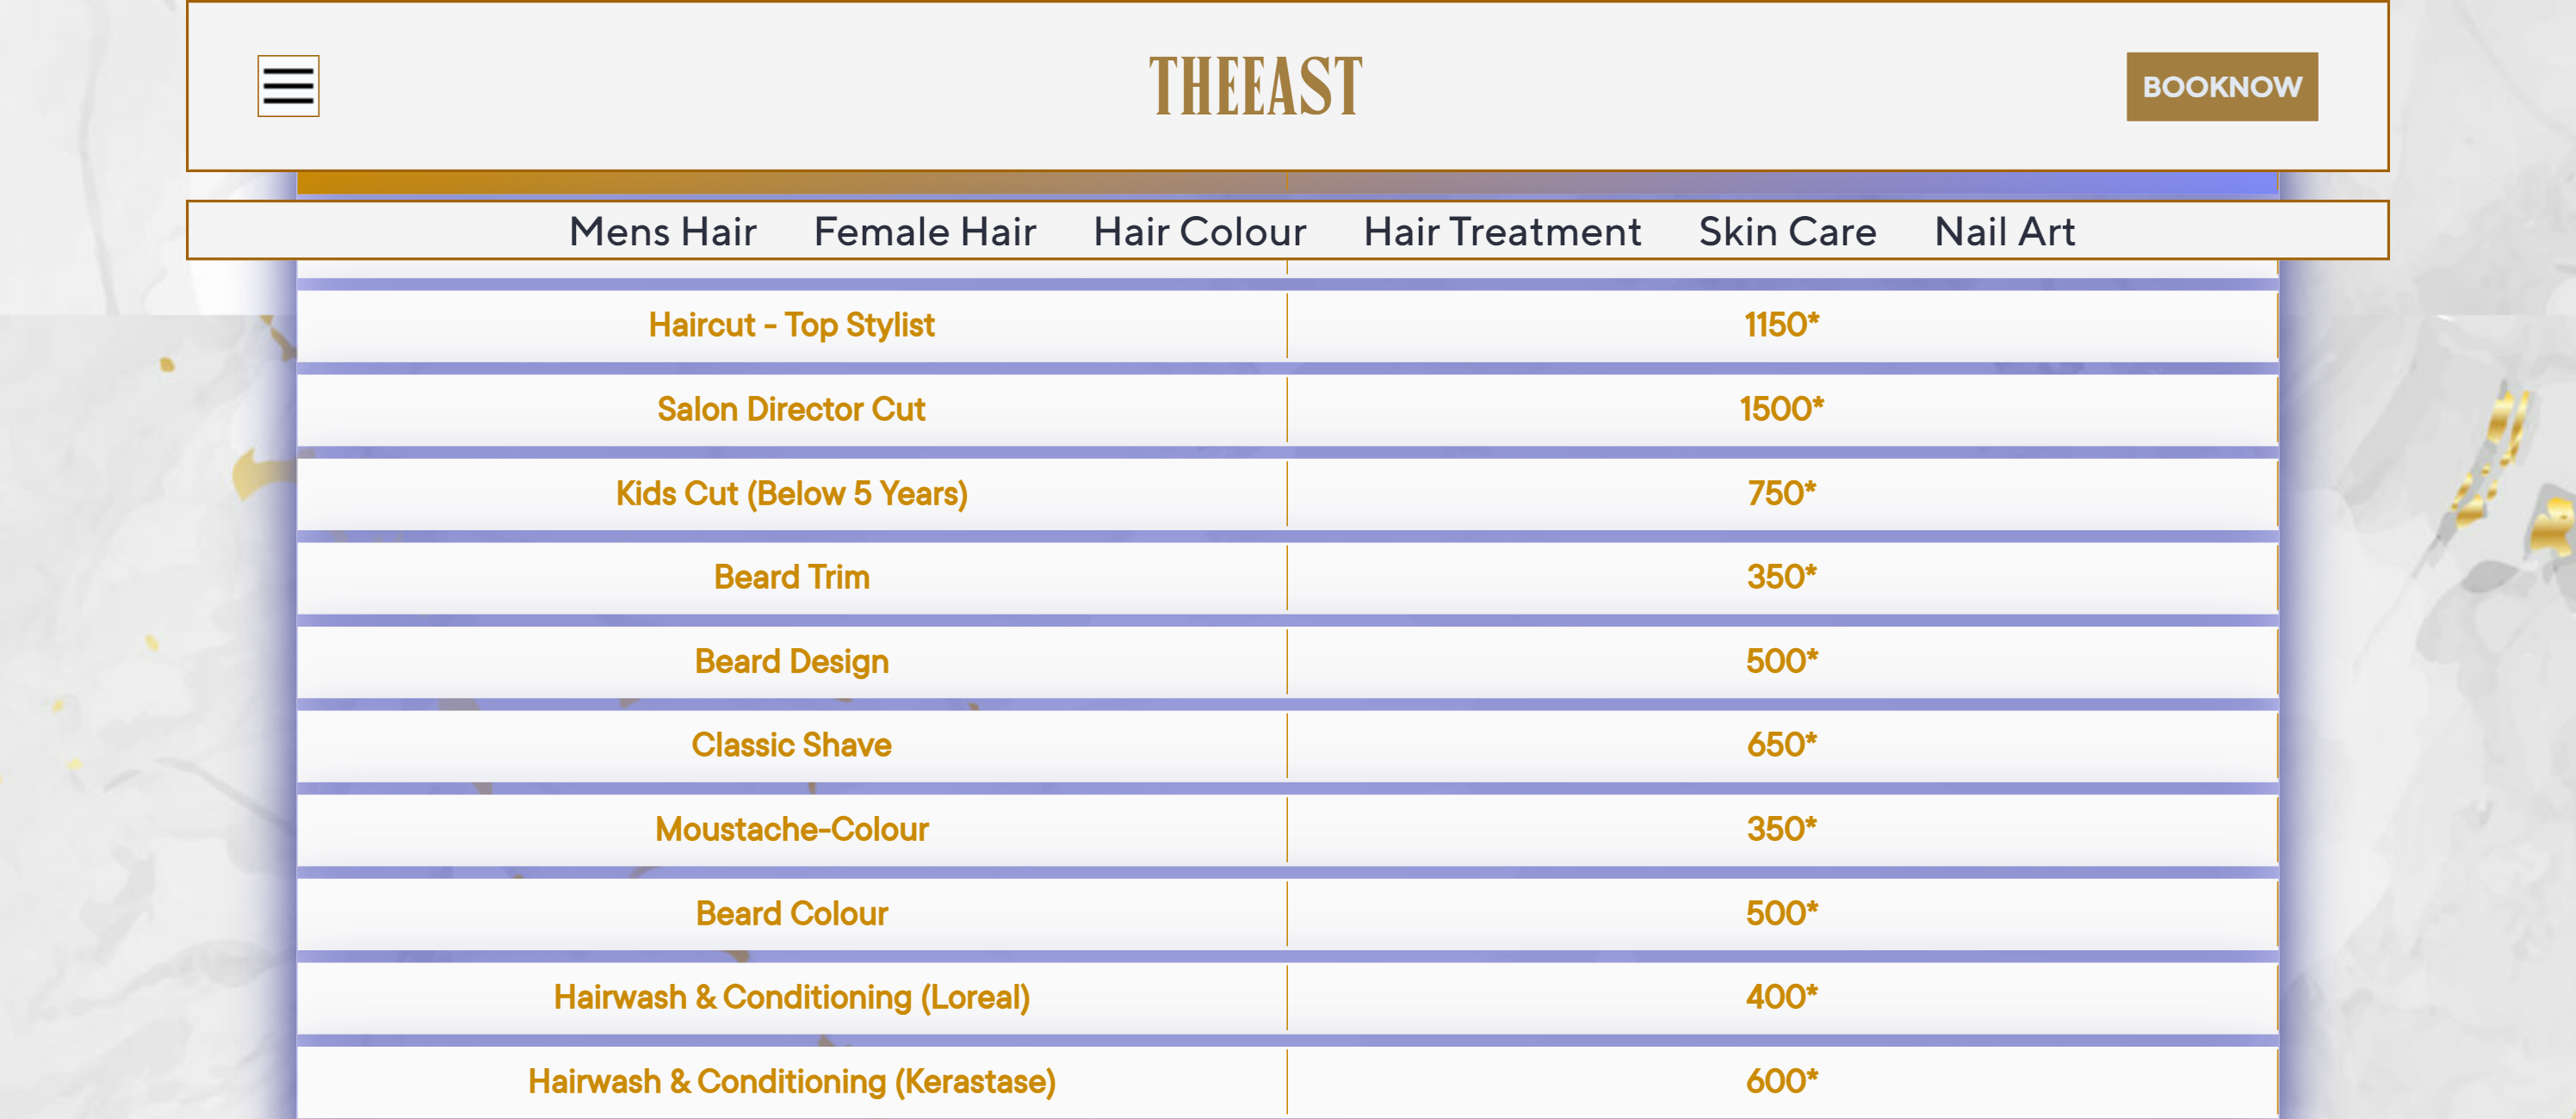 THEEAST
BOOKNOW
Mens Hair Female Hair Hair Colour Hair Treatment Skin Care Nail Art
Haircut - Top Stylist 1150*
Salon Director Cut 1500*
Kids Cut (Below 5 Years) 750*
Beard Trim 350*
Beard Design 500*
Classic Shave 650*
Moustache-Colour 350*
Beard Colour 500*
Hairwash & Conditioning (Loreal) 400*
Hairwash & Conditioning (Kerastase) 600*